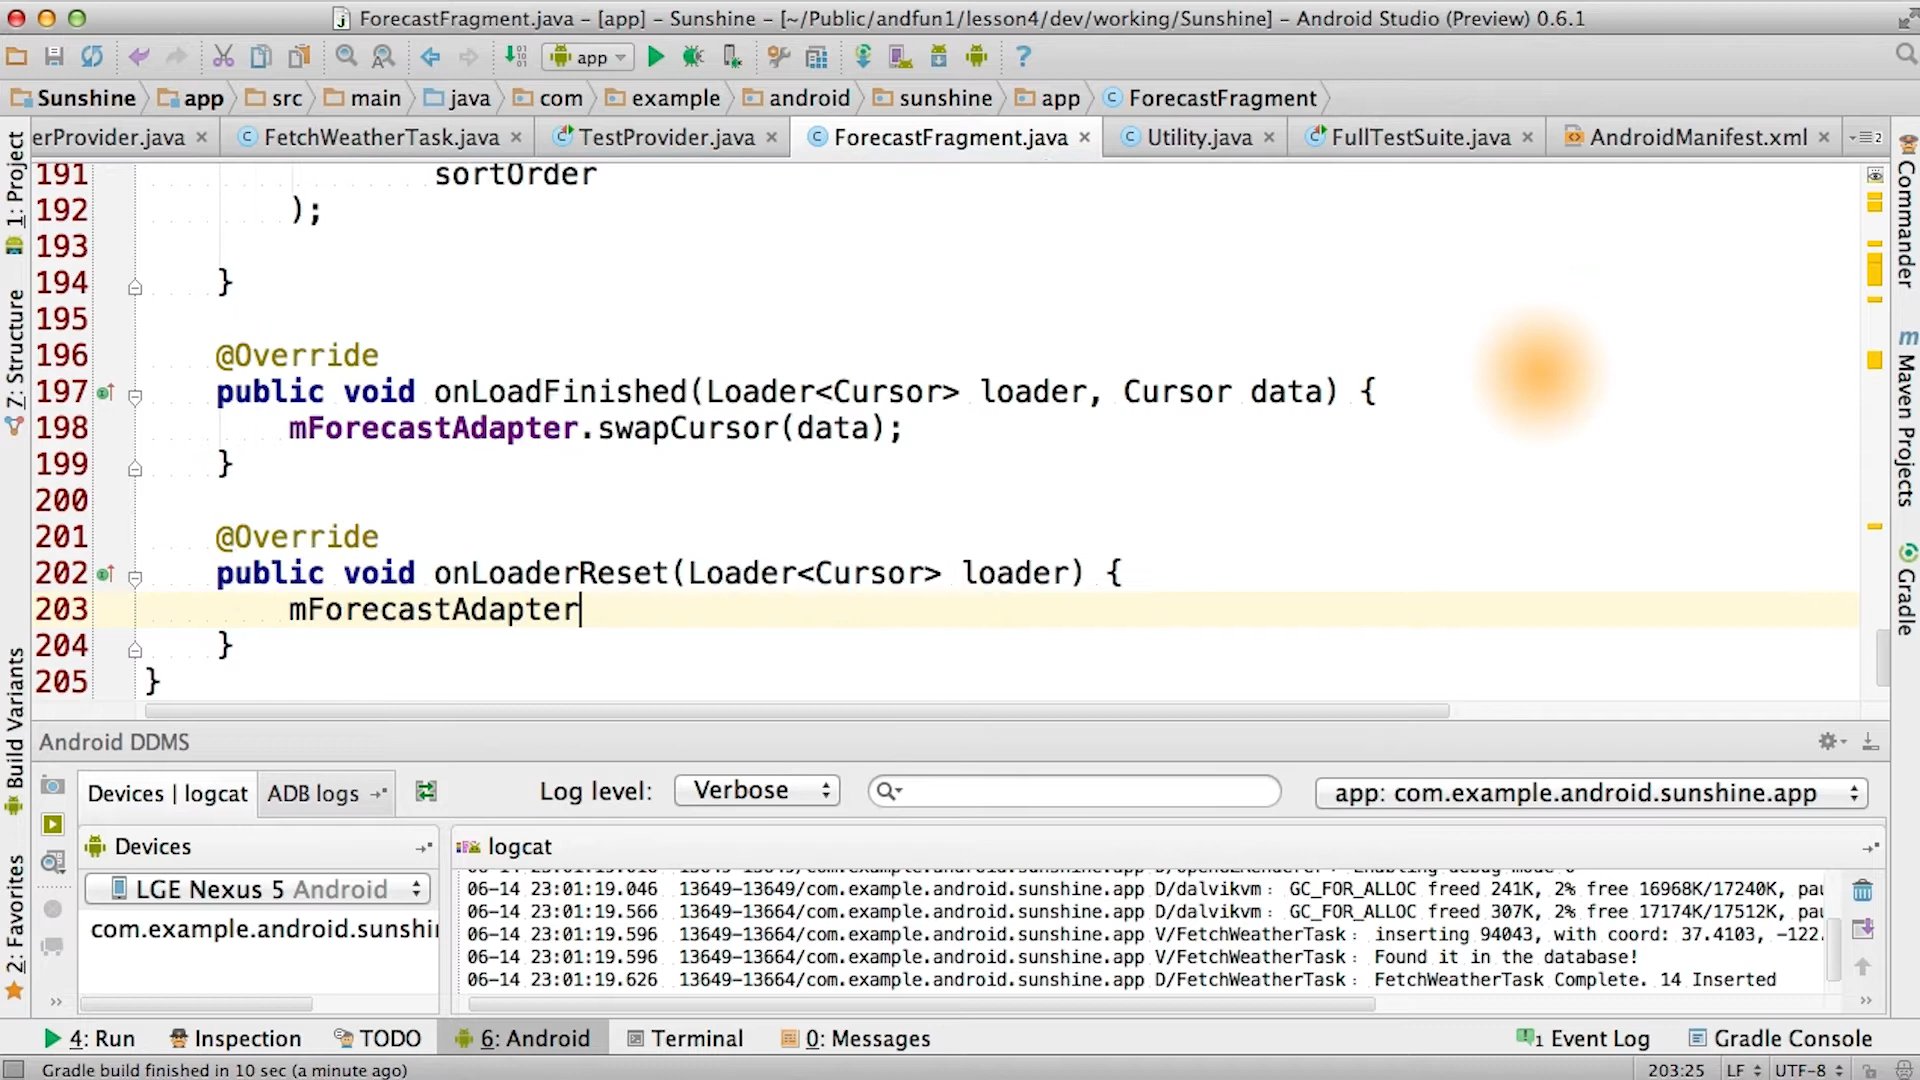 ForecastFragment.java – [app] – Sunshine – [~/Public/andfun1/lesson4/dev/working/Sunshine] – Android Studio (Preview) 0.6.1
app
Sunshine app src main java com example android sunshine app ForecastFragment
erProvider.java FetchWeatherTask.java TestProvider.java ForecastFragment.java Utility.java FullTestSuite.java AndroidManifest.xml
1: Project
7: Structure
Build Variants
2: Favorites
191 sortOrder
192 );
193
194 }
195
196 @Override
197 public void onLoadFinished(Loader<Cursor> loader, Cursor data) {
198 mForecastAdapter.swapCursor(data);
199 }
200
201 @Override
202 public void onLoaderReset(Loader<Cursor> loader) {
203 mForecastAdapter
204 }
205 }
Commander
Maven Projects
Gradle
Android DDMS
Devices | logcat ADB logs Log level: Verbose app: com.example.android.sunshine.app
Devices logcat
LGE Nexus 5 Android
com.example.android.sunshi
06-14 23:01:19.046 13649-13649/com.example.android.sunshine.app D/dalvikvm: GC_FOR_ALLOC freed 241K, 2% free 16968K/17240K, pau
06-14 23:01:19.566 13649-13664/com.example.android.sunshine.app D/dalvikvm: GC_FOR_ALLOC freed 307K, 2% free 17174K/17512K, pau
06-14 23:01:19.596 13649-13664/com.example.android.sunshine.app V/FetchWeatherTask: inserting 94043, with coord: 37.4103, -122.
06-14 23:01:19.596 13649-13664/com.example.android.sunshine.app V/FetchWeatherTask: Found it in the database!
06-14 23:01:19.626 13649-13664/com.example.android.sunshine.app D/FetchWeatherTask: FetchWeatherTask Complete. 14 Inserted
4: Run Inspection TODO 6: Android Terminal 0: Messages 1 Event Log Gradle Console
Gradle build finished in 10 sec (a minute ago) 203:25 LF UTF-8